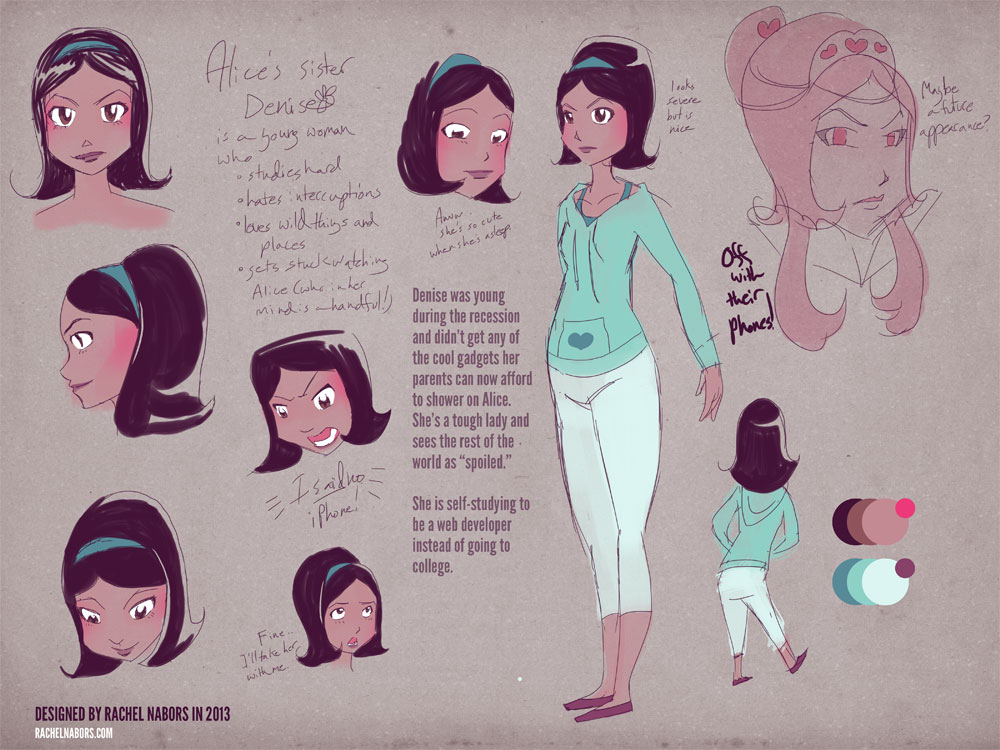 Alice's sister
Denise
is a young woman
who
• studies hard
• hates interruptions
• loves wild things and
places
• gets stuck watching
Alice (who in her
mind is a handful!)
Aww
she's so cute
when she's asleep
looks
severe
but is
nice
Maybe
a future
appearance?
Off
with
their
phones!
Denise was young
during the recession
and didn't get any of
the cool gadgets her
parents can now afford
to shower on Alice.
She's a tough lady and
sees the rest of the
world as “spoiled.”
She is self-studying to
be a web developer
instead of going to
college.
I said no
iPhone!
Fine...
I'll take her
with me
DESIGNED BY RACHEL NABORS IN 2013
RACHELNABORS.COM